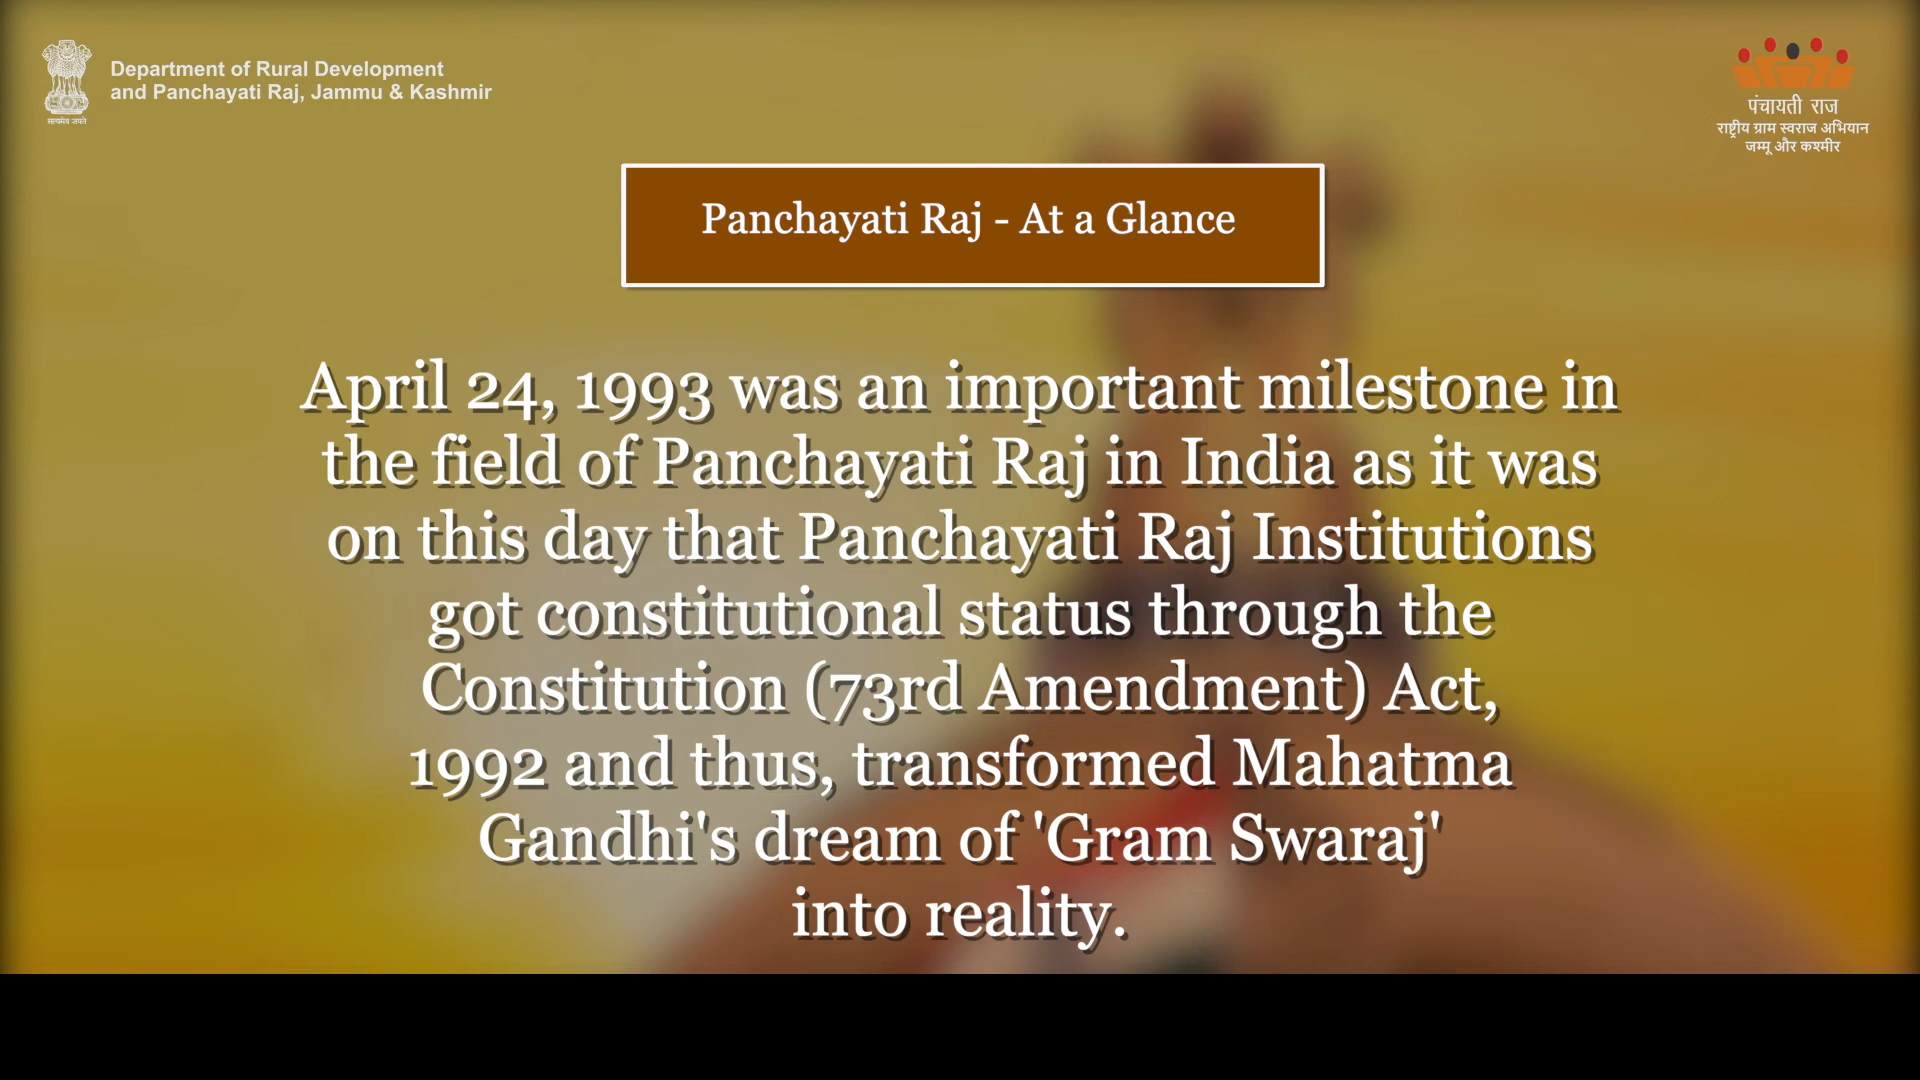 Department of Rural Development
and Panchayati Raj, Jammu & Kashmir
सत्यमेव जयते
पंचायती राज
राष्ट्रीय ग्राम स्वराज अभियान
जम्मू और कश्मीर
Panchayati Raj - At a Glance
April 24, 1993 was an important milestone in
the field of Panchayati Raj in India as it was
on this day that Panchayati Raj Institutions
got constitutional status through the
Constitution (73rd Amendment) Act,
1992 and thus, transformed Mahatma
Gandhi's dream of 'Gram Swaraj'
into reality.